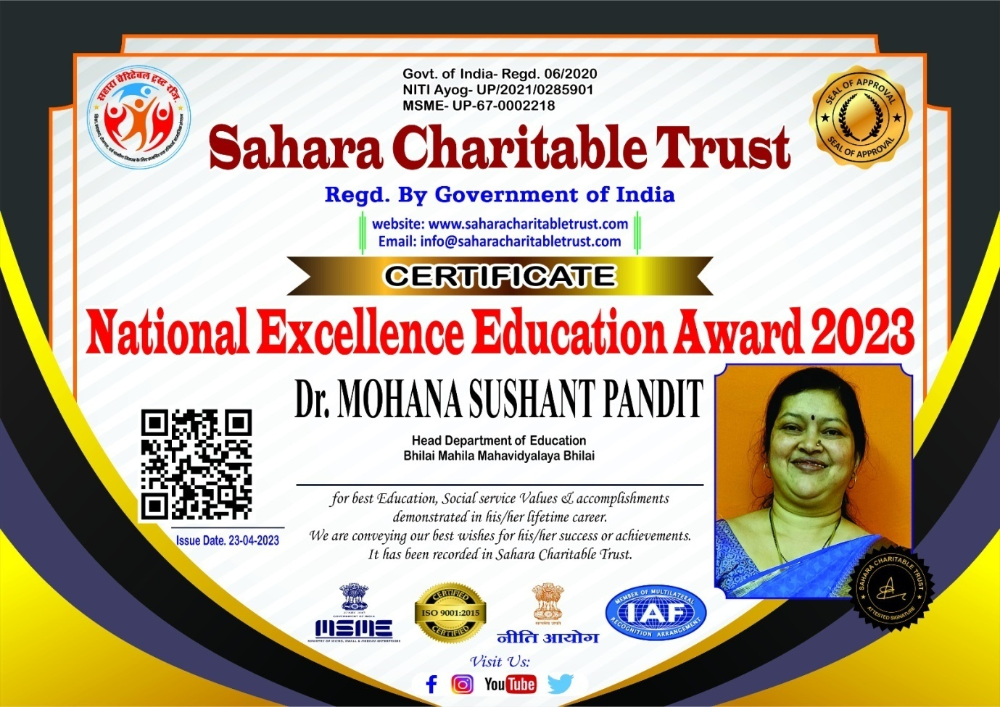 Govt. of India- Regd. 06/2020
NITI Ayog- UP/2021/0285901
MSME- UP-67-0002218
सहारा चैरिटेबल ट्रस्ट रजि.
SEAL OF APPROVAL
SEAL OF APPROVAL
Sahara Charitable Trust
Regd. By Government of India
website: www.saharacharitabletrust.com
Email: info@saharacharitabletrust.com
CERTIFICATE
National Excellence Education Award 2023
Dr. MOHANA SUSHANT PANDIT
Head Department of Education
Bhilai Mahila Mahavidyalaya Bhilai
for best Education, Social service Values & accomplishments
demonstrated in his/her lifetime career.
We are conveying our best wishes for his/her success or achievements.
It has been recorded in Sahara Charitable Trust.
Issue Date. 23-04-2023
SAHARA CHARITABLE TRUST
ATTESTED SIGNATURE
GOVERNMENT OF INDIA
MSME
MINISTRY OF MICRO, SMALL & MEDIUM ENTERPRISES
CERTIFIED
ISO 9001:2015
CERTIFIED
सत्यमेव जयते
नीति आयोग
MEMBER OF MULTILATERAL
IAF
RECOGNITION ARRANGEMENT
Visit Us:
YouTube